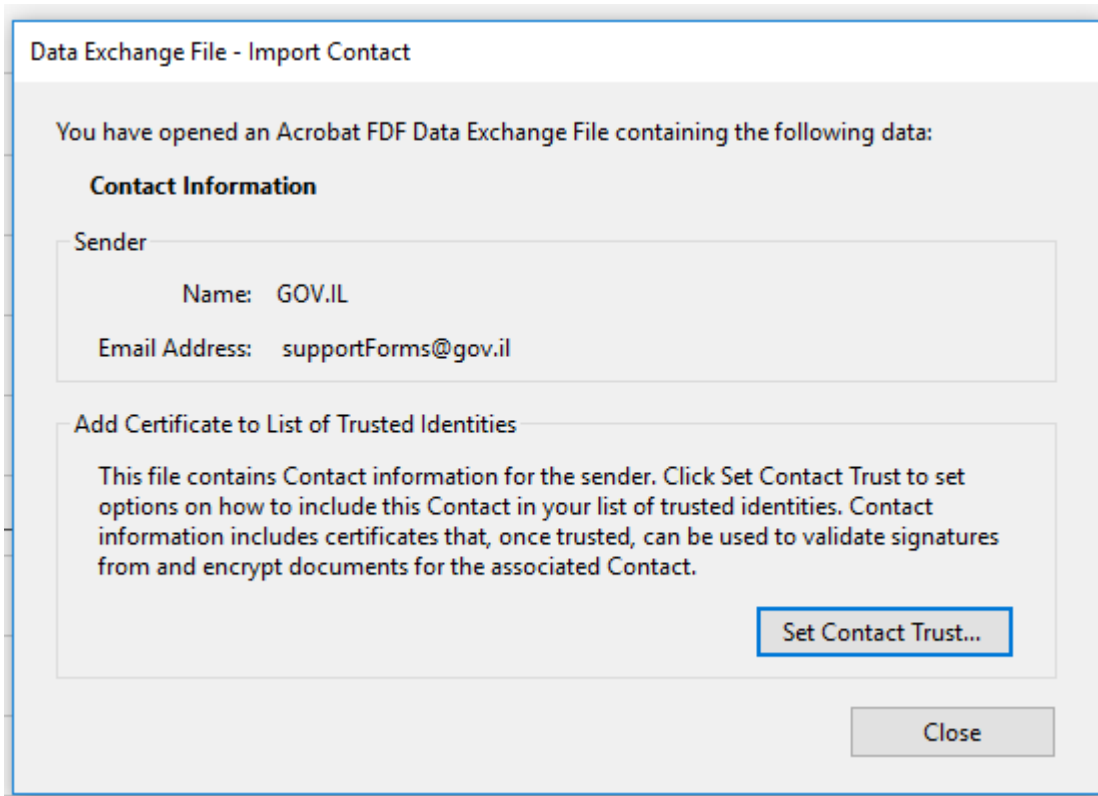 Data Exchange File - Import Contact
You have opened an Acrobat FDF Data Exchange File containing the following data:
Contact Information
Sender
Name: GOV.IL
Email Address: supportForms@gov.il
Add Certificate to List of Trusted Identities
This file contains Contact information for the sender. Click Set Contact Trust to set
options on how to include this Contact in your list of trusted identities. Contact
information includes certificates that, once trusted, can be used to validate signatures
from and encrypt documents for the associated Contact.
Set Contact Trust...
Close